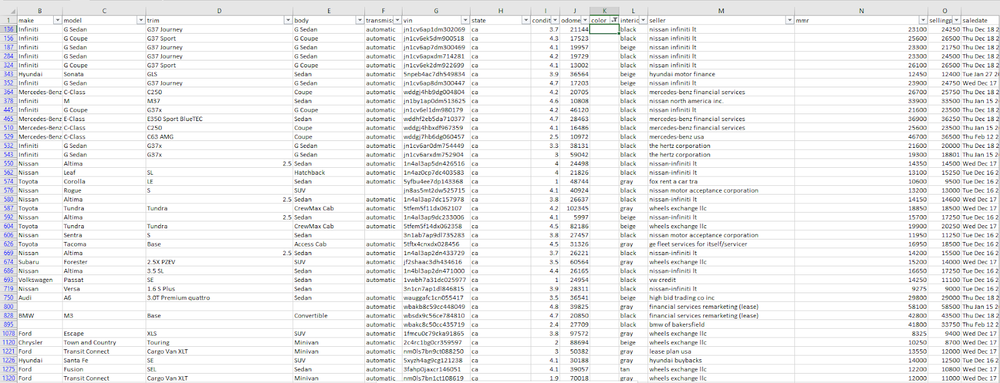 B C D E F G H I J K L M N O
1 make model trim body transmiss vin state condit odome color interic seller mmr sellingp saledate
136 Infiniti G Sedan G37 Journey G Sedan automatic jn1cv6ap1dm302069 ca 3.7 21144 black nissan infiniti lt 23100 24250 Thu Dec 18 2
156 Infiniti G Coupe G37 Sport G Coupe automatic jn1cv6ek5dm900518 ca 4.3 17523 black nissan infiniti lt 25600 26500 Thu Dec 18 2
187 Infiniti G Sedan G37 Journey G Sedan automatic jn1cv6ap7dm300469 ca 4.1 19957 beige nissan infiniti lt 23300 21750 Thu Dec 18 2
284 Infiniti G Sedan G37 Journey G Sedan automatic jn1cv6apxdm714281 ca 4.2 19729 black nissan infiniti lt 23300 24500 Thu Dec 18 2
324 Infiniti G Coupe G37 Sport G Coupe automatic jn1cv6ek2dm922699 ca 4.1 13002 black nissan infiniti lt 26100 26500 Thu Dec 18 2
343 Hyundai Sonata GLS Sedan automatic 5npeb4ac7dh549834 ca 3.9 36564 beige hyundai motor finance 12450 12400 Tue Jan 27 2
352 Infiniti G Sedan G37 Journey G Sedan automatic jn1cv6ap8dm300447 ca 4.7 17203 beige nissan infiniti lt 23900 24750 Wed Dec 17
364 Mercedes-Benz C-Class C250 Coupe automatic wddgj4hb9dg004804 ca 4.2 20705 black mercedes-benz financial services 26700 25750 Thu Dec 18 2
378 Infiniti M M37 Sedan automatic jn1by1ap0dm513625 ca 4.6 10808 black nissan north america inc. 33900 33500 Thu Jan 15 2
445 Infiniti G Coupe G37x G Coupe automatic jn1cv6el1dm980179 ca 4.2 46120 black nissan infiniti lt 21600 23500 Thu Dec 18 2
465 Mercedes-Benz E-Class E350 Sport BlueTEC Sedan automatic wddhf2eb5da710377 ca 4.7 28463 black mercedes-benz financial services 36900 36250 Thu Dec 18 2
510 Mercedes-Benz C-Class C250 Coupe automatic wddgj4hbxdf967359 ca 4.1 16486 black mercedes-benz financial services 25600 23500 Thu Jan 15 2
529 Mercedes-Benz C-Class C63 AMG Coupe automatic wddgj7hb6dg060457 ca 2.5 10972 black mercedes-benz usa 46700 36500 Thu Feb 12 2
532 Infiniti G Sedan G37x G Sedan automatic jn1cv6ar0dm754449 ca 3.3 38131 black the hertz corporation 21600 20000 Thu Dec 18 2
543 Infiniti G Sedan G37x G Sedan automatic jn1cv6arxdm752904 ca 3 59042 black the hertz corporation 19300 18801 Thu Jan 15 2
550 Nissan Altima 2.5 Sedan automatic 1n4al3ap5dn426516 ca 4 24498 black nissan-infiniti lt 14350 14500 Wed Dec 17
562 Nissan Leaf SL Hatchback automatic 1n4az0cp7dc403583 ca 4 21826 black nissan-infiniti lt 13100 15250 Tue Dec 16 2
574 Toyota Corolla LE Sedan automatic 5yfbu4ee7dp143368 ca 1 48744 gray fox rent a car tra 10600 9500 Tue Dec 16 2
576 Nissan Rogue S SUV jn8as5mt2dw525715 ca 4.1 40924 black nissan motor acceptance corporation 13200 13000 Tue Dec 16 2
580 Nissan Altima 2.5 Sedan automatic 1n4al3ap7dc157978 ca 3.8 26637 black nissan-infiniti lt 14150 14600 Wed Dec 17
587 Toyota Tundra Tundra CrewMax Cab automatic 5tfem5f11dx062107 ca 4.2 102345 gray wheels exchange llc 18850 18500 Wed Dec 17
592 Nissan Altima 2.5 Sedan automatic 1n4al3ap9dc233006 ca 4.1 5997 beige nissan-infiniti lt 15700 17250 Tue Dec 16 2
604 Toyota Tundra Tundra CrewMax Cab automatic 5tfem5f14dx062358 ca 4.5 82186 beige wheels exchange llc 19900 20250 Wed Dec 17
606 Nissan Sentra S Sedan 3n1ab7ap9dl735283 ca 3.8 27457 black nissan motor acceptance corporation 11950 11250 Tue Dec 16 2
626 Toyota Tacoma Base Access Cab automatic 5tftx4cnxdx028456 ca 4.5 31326 gray ge fleet services for itself/servicer 16950 18500 Tue Dec 16 2
669 Nissan Altima 2.5 Sedan automatic 1n4al3ap2dn433729 ca 3.7 26221 black nissan-infiniti lt 14200 15500 Tue Dec 16 2
674 Subaru Forester 2.5X PZEV SUV automatic jf2shaac3dh434616 ca 3.5 60564 gray wheels exchange llc 15200 14000 Wed Dec 17
686 Nissan Altima 3.5 SL Sedan automatic 1n4bl3ap2dn471000 ca 4.4 26165 black nissan-infiniti lt 16650 17250 Tue Dec 16 2
693 Volkswagen Passat SE Sedan automatic 1vwbh7a31dc025977 ca 1 24954 black vw credit 14250 11100 Tue Dec 16 2
719 Nissan Versa 1.6 S Plus Sedan 3n1cn7ap1dl846815 ca 3.9 28311 black nissan-infiniti lt 9275 9000 Tue Dec 16 2
750 Audi A6 3.0T Premium quattro Sedan automatic wauggafc1cn055417 ca 3.5 36541 beige high bid trading co inc 29800 29000 Thu Dec 18 2
800 automatic wbakb8c59cc448049 ca 4.8 39825 gray financial services remarketing (lease) 58100 58500 Thu Jan 15 2
828 BMW M3 Base Convertible automatic wbsdx9c56ce784810 ca 4.7 20850 black financial services remarketing (lease) 42800 43500 Thu Dec 18 2
895 automatic wbakc8c50cc435719 ca 2.4 27709 black bmw of bakersfield 41800 33750 Thu Feb 12 2
1078 Ford Escape XLS SUV automatic 1fmcu0c79cka91865 ca 3.8 97572 gray wheels exchange llc 8325 9400 Wed Dec 17
1120 Chrysler Town and Country Touring Minivan automatic 2c4rc1bg0cr359597 ca 2 88694 beige wheels exchange llc 10250 8700 Wed Dec 17
1221 Ford Transit Connect Cargo Van XLT Minivan automatic nm0ls7bn9ct088250 ca 3 50382 gray lease plan usa 13550 12000 Wed Dec 17
1226 Hyundai Santa Fe SE SUV automatic 5xyzh4ag9cg121238 ca 4.1 30188 gray hyundai buybacks 14000 12500 Tue Dec 16 2
1275 Ford Fusion SEL Sedan automatic 3fahp0jaxcr146051 ca 4.1 39057 tan wheels exchange llc 12200 10800 Wed Dec 17
1320 Ford Transit Connect Cargo Van XLT Minivan automatic nm0ls7bn1ct108619 ca 1.9 70018 gray wheels exchange llc 12000 11000 Wed Dec 17